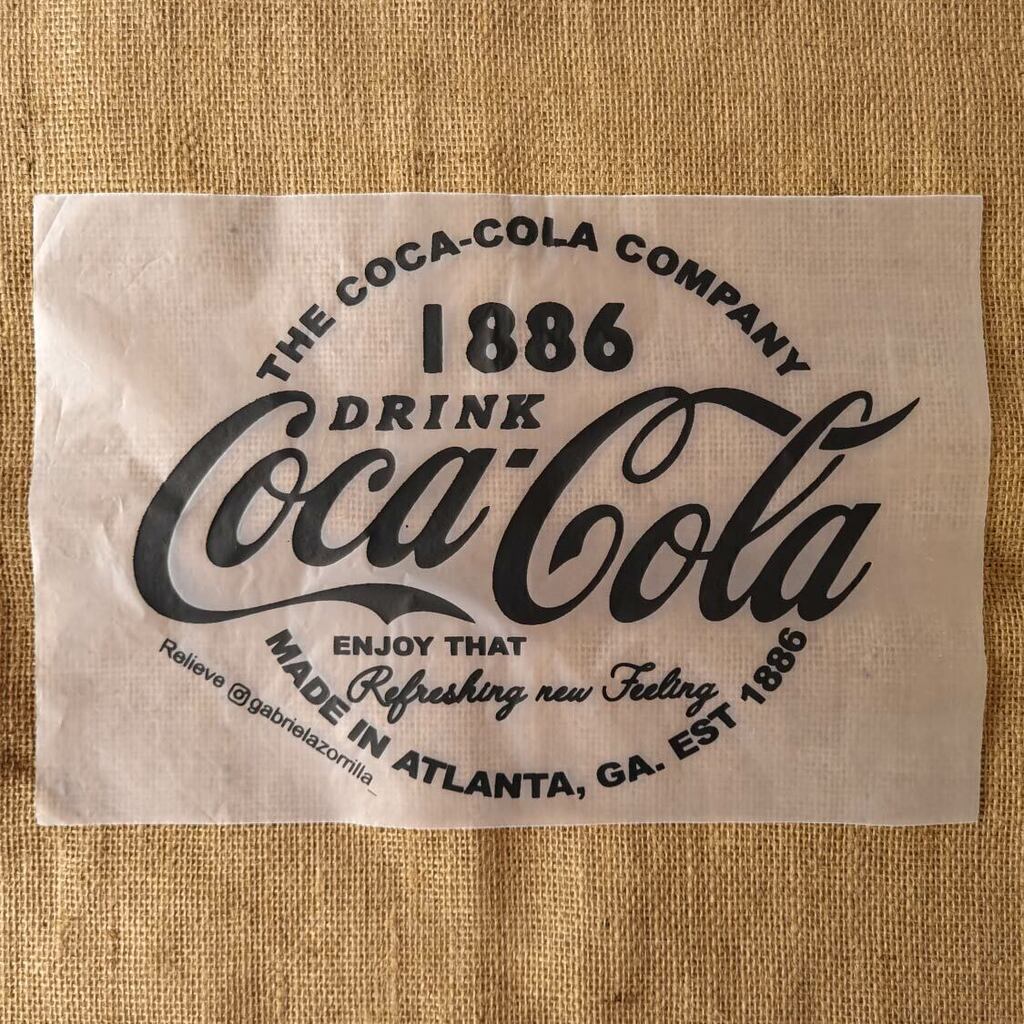 THE COCA-COLA COMPANY
1886
DRINK
Coca-Cola
ENJOY THAT
Refreshing new Feeling
MADE IN ATLANTA, GA. EST 1886
Relieve @gabrielazorrilla_